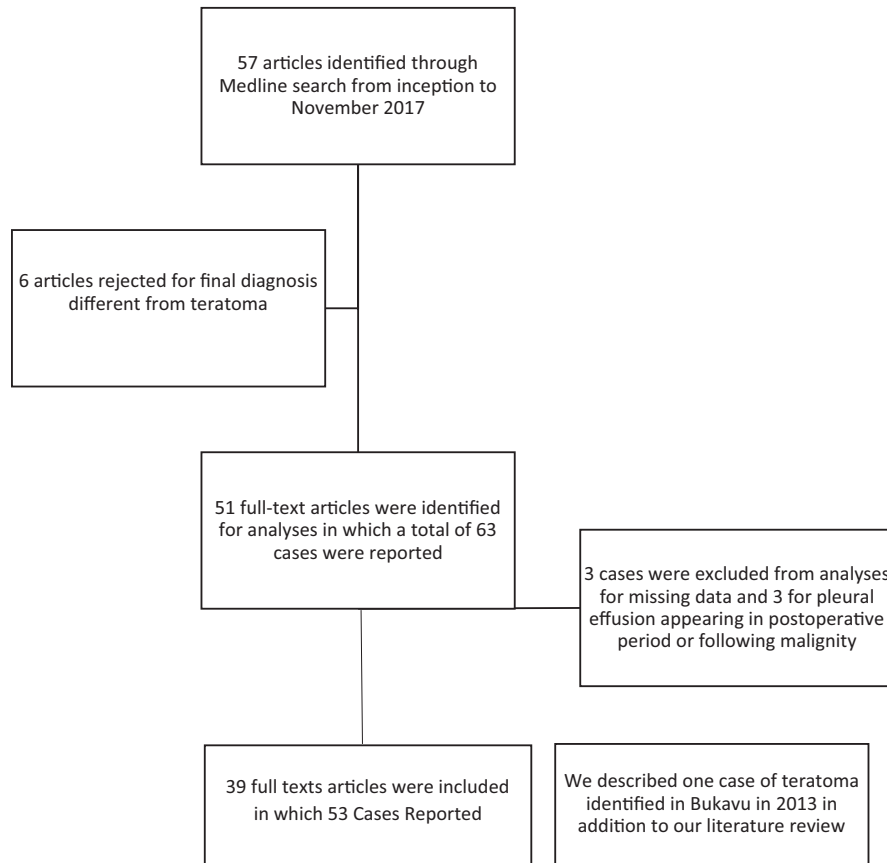 57 articles identified through
Medline search from inception to
November 2017
6 articles rejected for final diagnosis
different from teratoma
51 full-text articles were identified
for analyses in which a total of 63
cases were reported
3 cases were excluded from analyses
for missing data and 3 for pleural
effusion appearing in postoperative
period or following malignity
39 full texts articles were included
in which 53 Cases Reported
We described one case of teratoma
identified in Bukavu in 2013 in
addition to our literature review